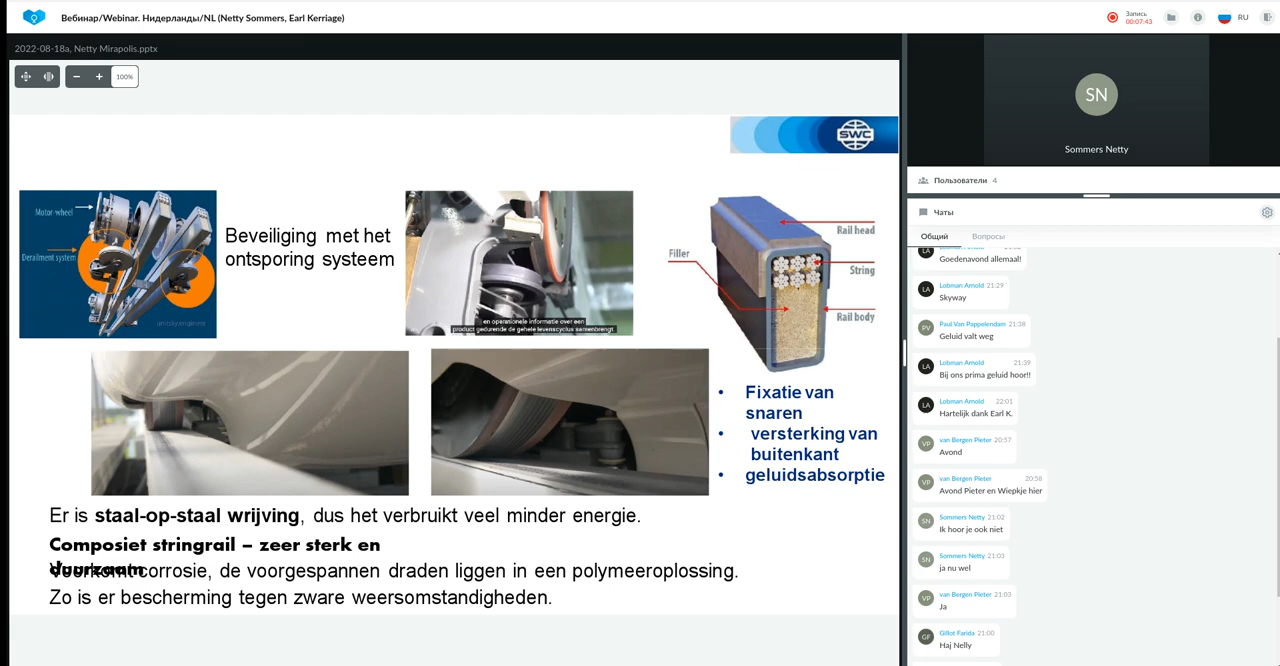 Вебинар/Webinar. Нидерланды/NL (Netty Sommers, Earl Kerriage)
Запись
00:07:43
RU
2022-08-18a, Netty Mirapolis.pptx
100%
SWC
Motor-wheel
Derailment system
Beveiliging met het
ontsporing systeem
en operationele informatie over een
product gedurende de gehele levenscyclus samenbrengt.
Filler
Rail head
String
Rail body
• Fixatie van
snaren
• versterking van
buitenkant
• geluidsabsorptie
Er is staal-op-staal wrijving, dus het verbruikt veel minder energie.
Composiet stringrail – zeer sterk en
duurzaam
Voorkomt corrosie, de voorgespannen draden liggen in een polymeeroplossing.
Zo is er bescherming tegen zware weersomstandigheden.
SN
Sommers Netty
Пользователи 4
Чаты
Общий Вопросы
LA
Goedenavond allemaal!
LA Lobman Arnold 21:29
Skyway
PV Paul Van Pappelendam 21:38
Geluid valt weg
LA Lobman Arnold 21:39
Bij ons prima geluid hoor!!
LA Lobman Arnold 22:01
Hartelijk dank Earl K.
VP van Bergen Pieter 20:57
Avond
VP van Bergen Pieter 20:58
Avond Pieter en Wiepkje hier
SN Sommers Netty 21:02
Ik hoor je ook niet
SN Sommers Netty 21:03
ja nu wel
VP van Bergen Pieter 21:03
Ja
GF Gillot Farida 21:00
Haj Nelly